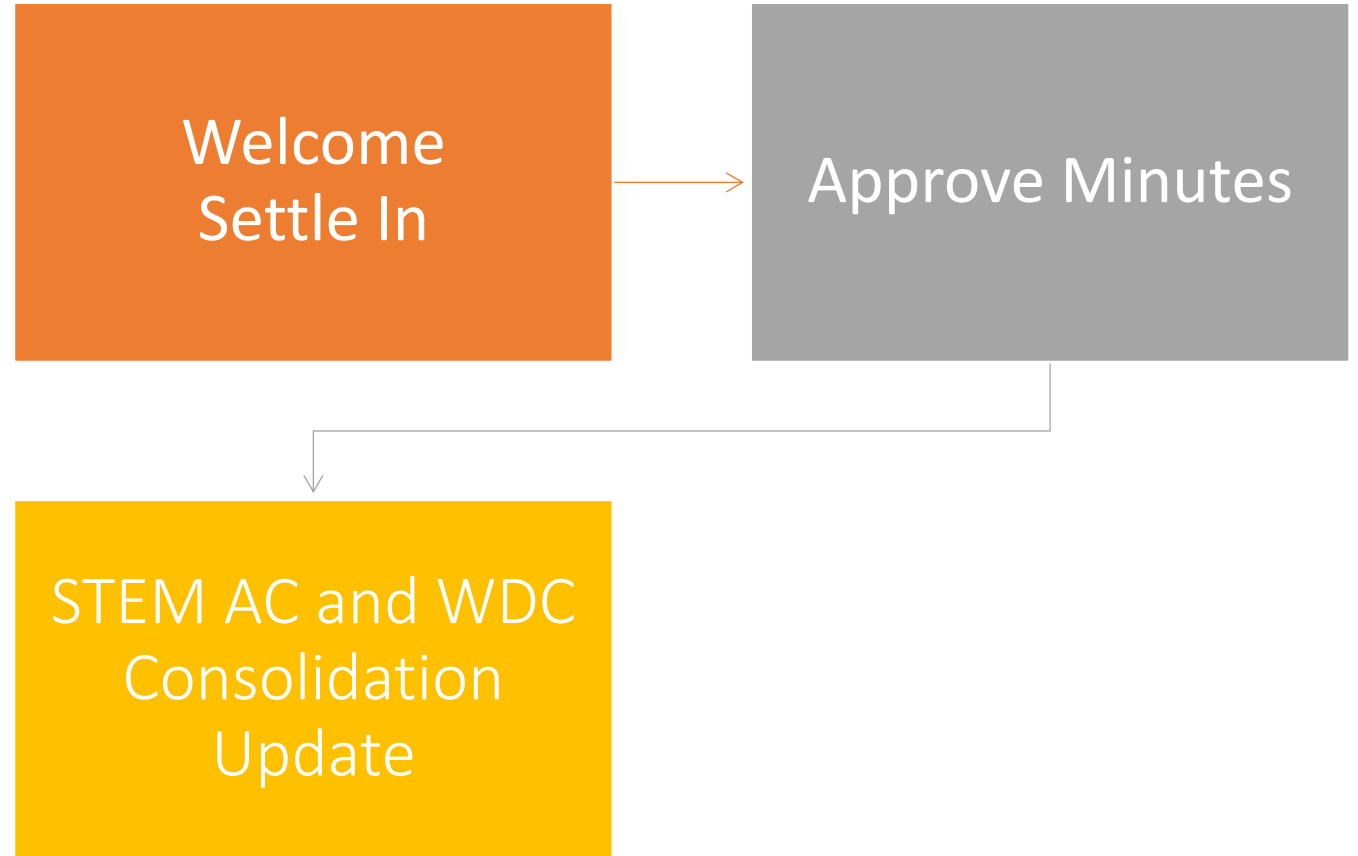 Welcome
Settle In
Approve Minutes
STEM AC and WDC
Consolidation
Update